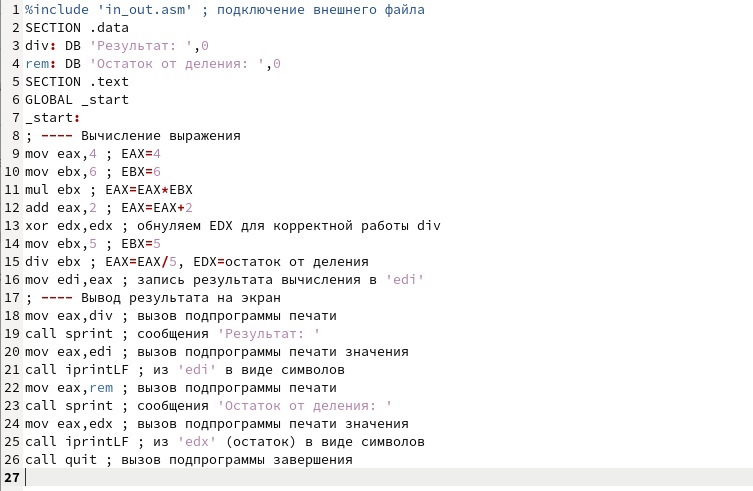 1 %include 'in_out.asm' ; подключение внешнего файла
2 SECTION .data
3 div: DB 'Результат: ',0
4 rem: DB 'Остаток от деления: ',0
5 SECTION .text
6 GLOBAL _start
7 _start:
8 ; ---- Вычисление выражения
9 mov eax,4 ; EAX=4
10 mov ebx,6 ; EBX=6
11 mul ebx ; EAX=EAX*EBX
12 add eax,2 ; EAX=EAX+2
13 xor edx,edx ; обнуляем EDX для корректной работы div
14 mov ebx,5 ; EBX=5
15 div ebx ; EAX=EAX/5, EDX=остаток от деления
16 mov edi,eax ; запись результата вычисления в 'edi'
17 ; ---- Вывод результата на экран
18 mov eax,div ; вызов подпрограммы печати
19 call sprint ; сообщения 'Результат: '
20 mov eax,edi ; вызов подпрограммы печати значения
21 call iprintLF ; из 'edi' в виде символов
22 mov eax,rem ; вызов подпрограммы печати
23 call sprint ; сообщения 'Остаток от деления: '
24 mov eax,edx ; вызов подпрограммы печати значения
25 call iprintLF ; из 'edx' (остаток) в виде символов
26 call quit ; вызов подпрограммы завершения
27